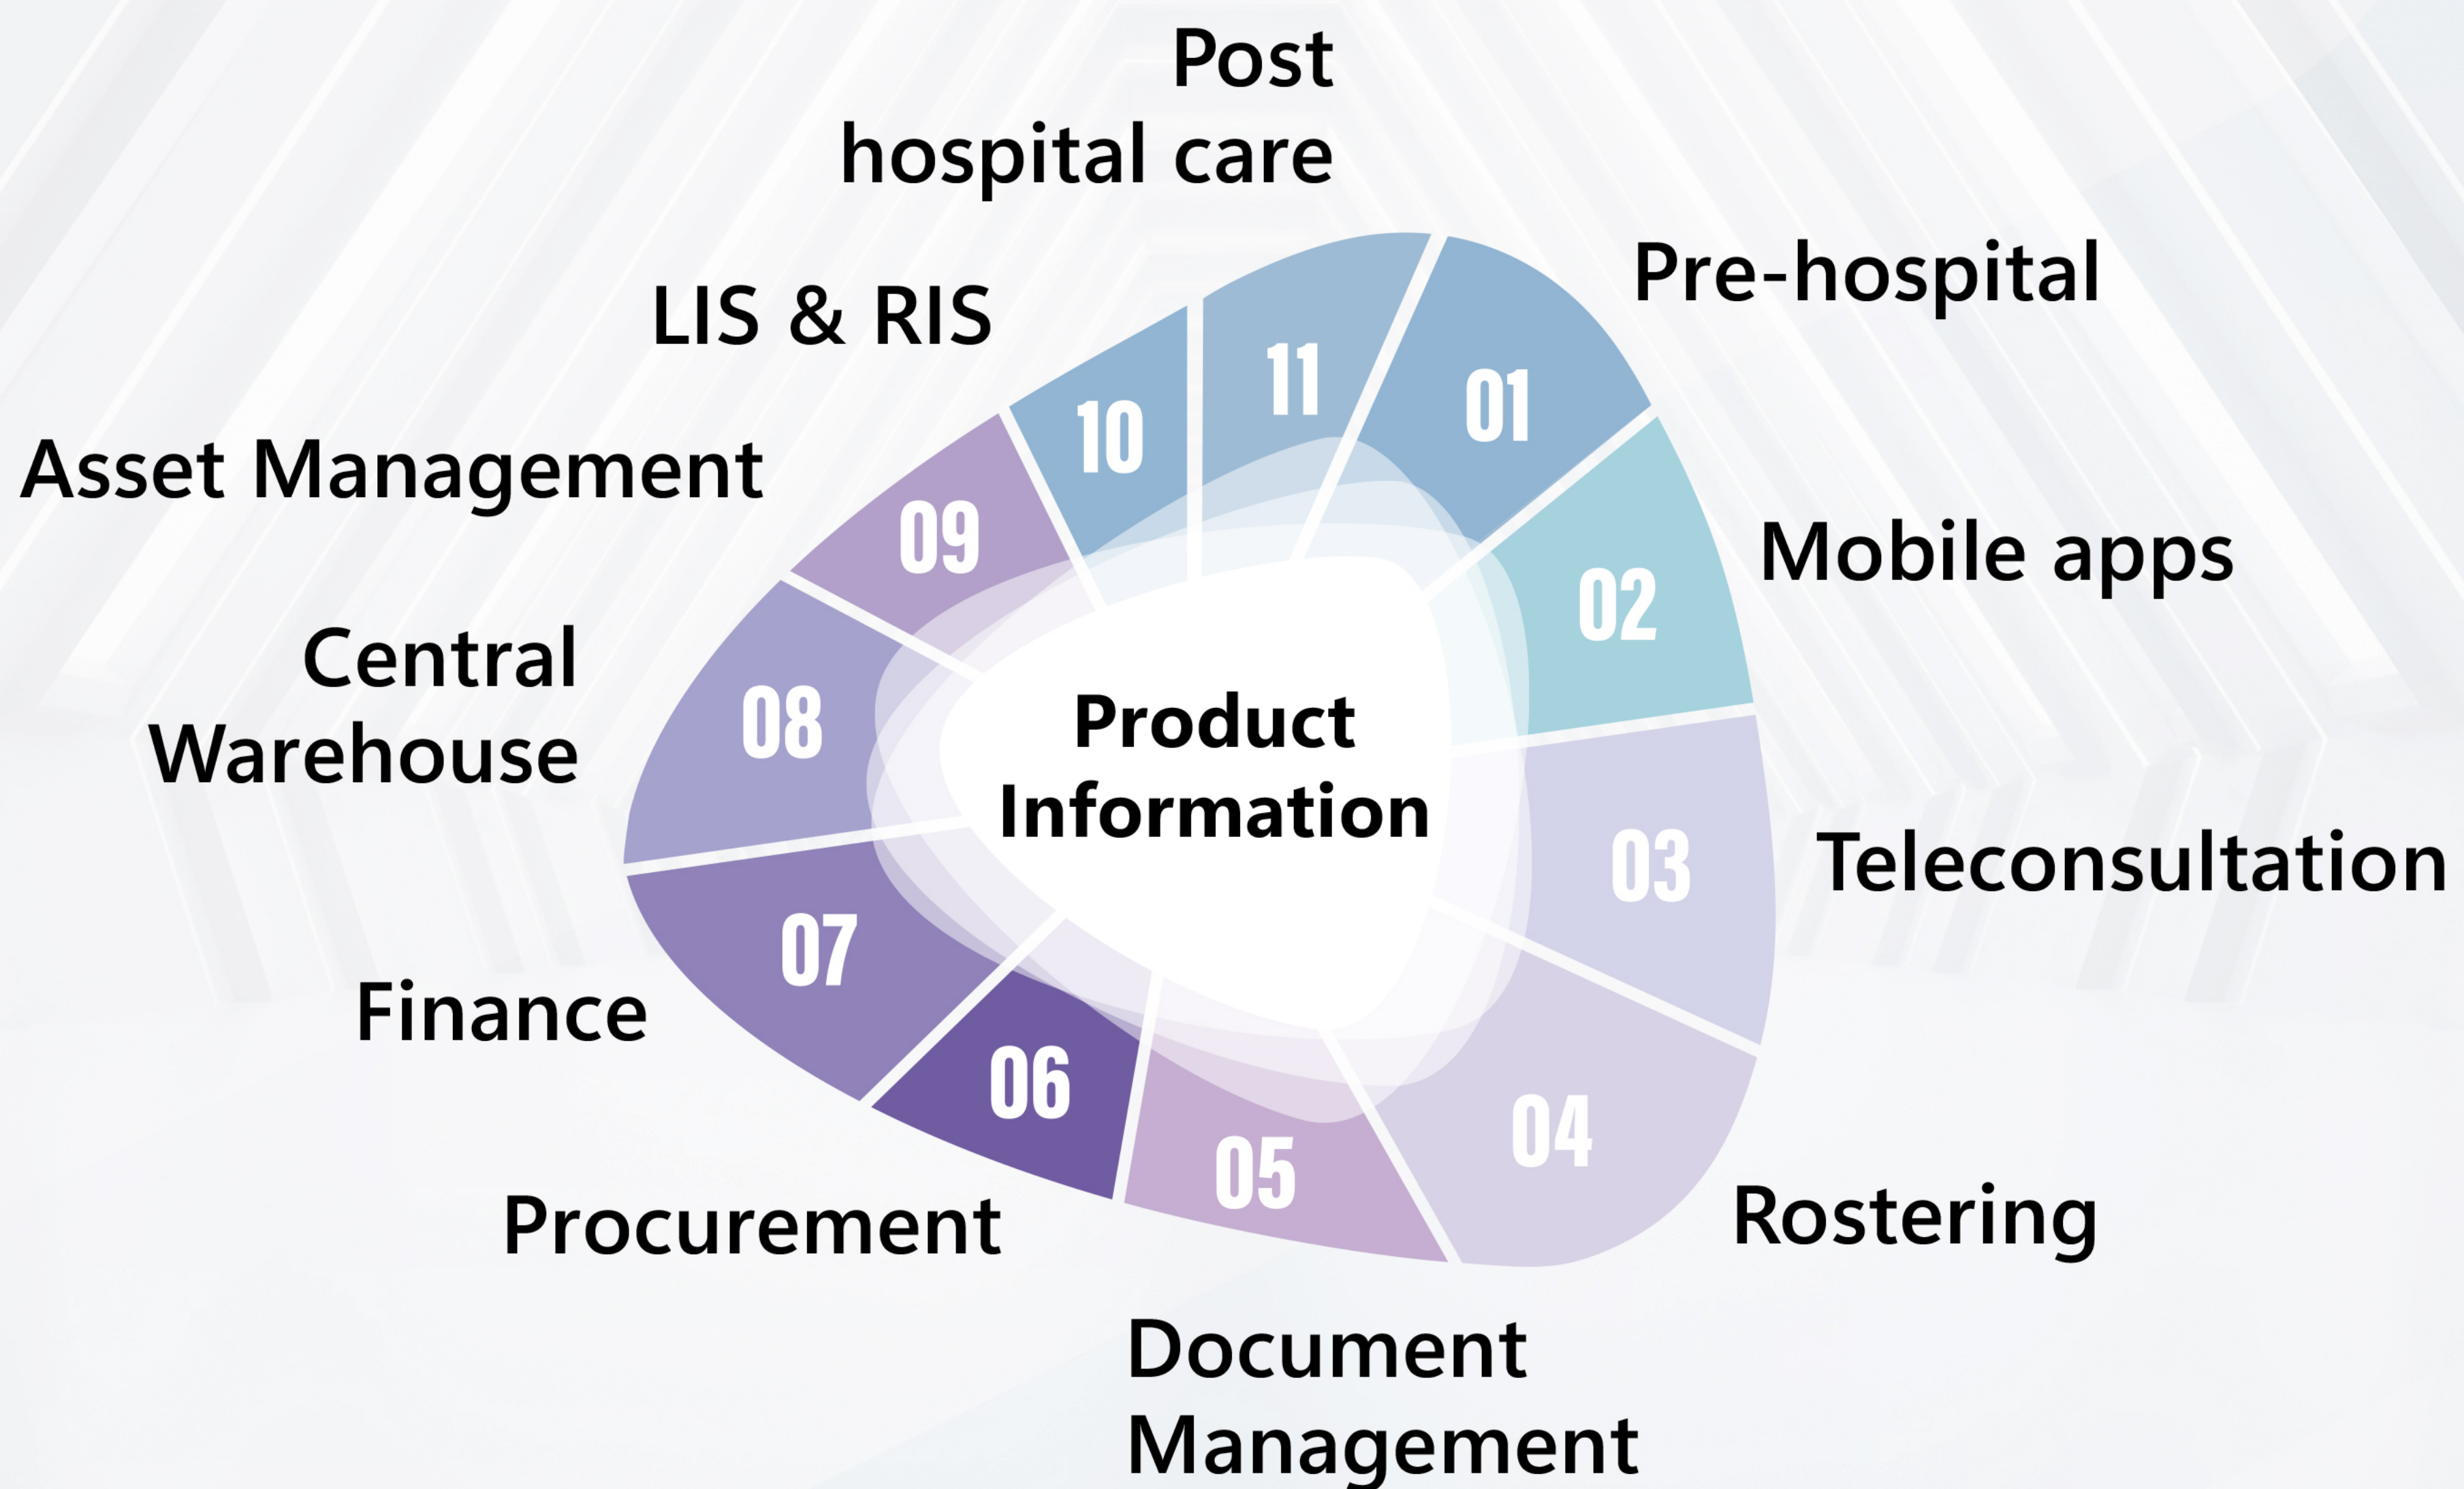 Post
hospital care
Pre-hospital
LIS & RIS
11
01
10
Asset Management
09
Mobile apps
02
Central
Warehouse
08
Product
Information
03
Teleconsultation
07
Finance
06
04
05
Rostering
Procurement
Document
Management